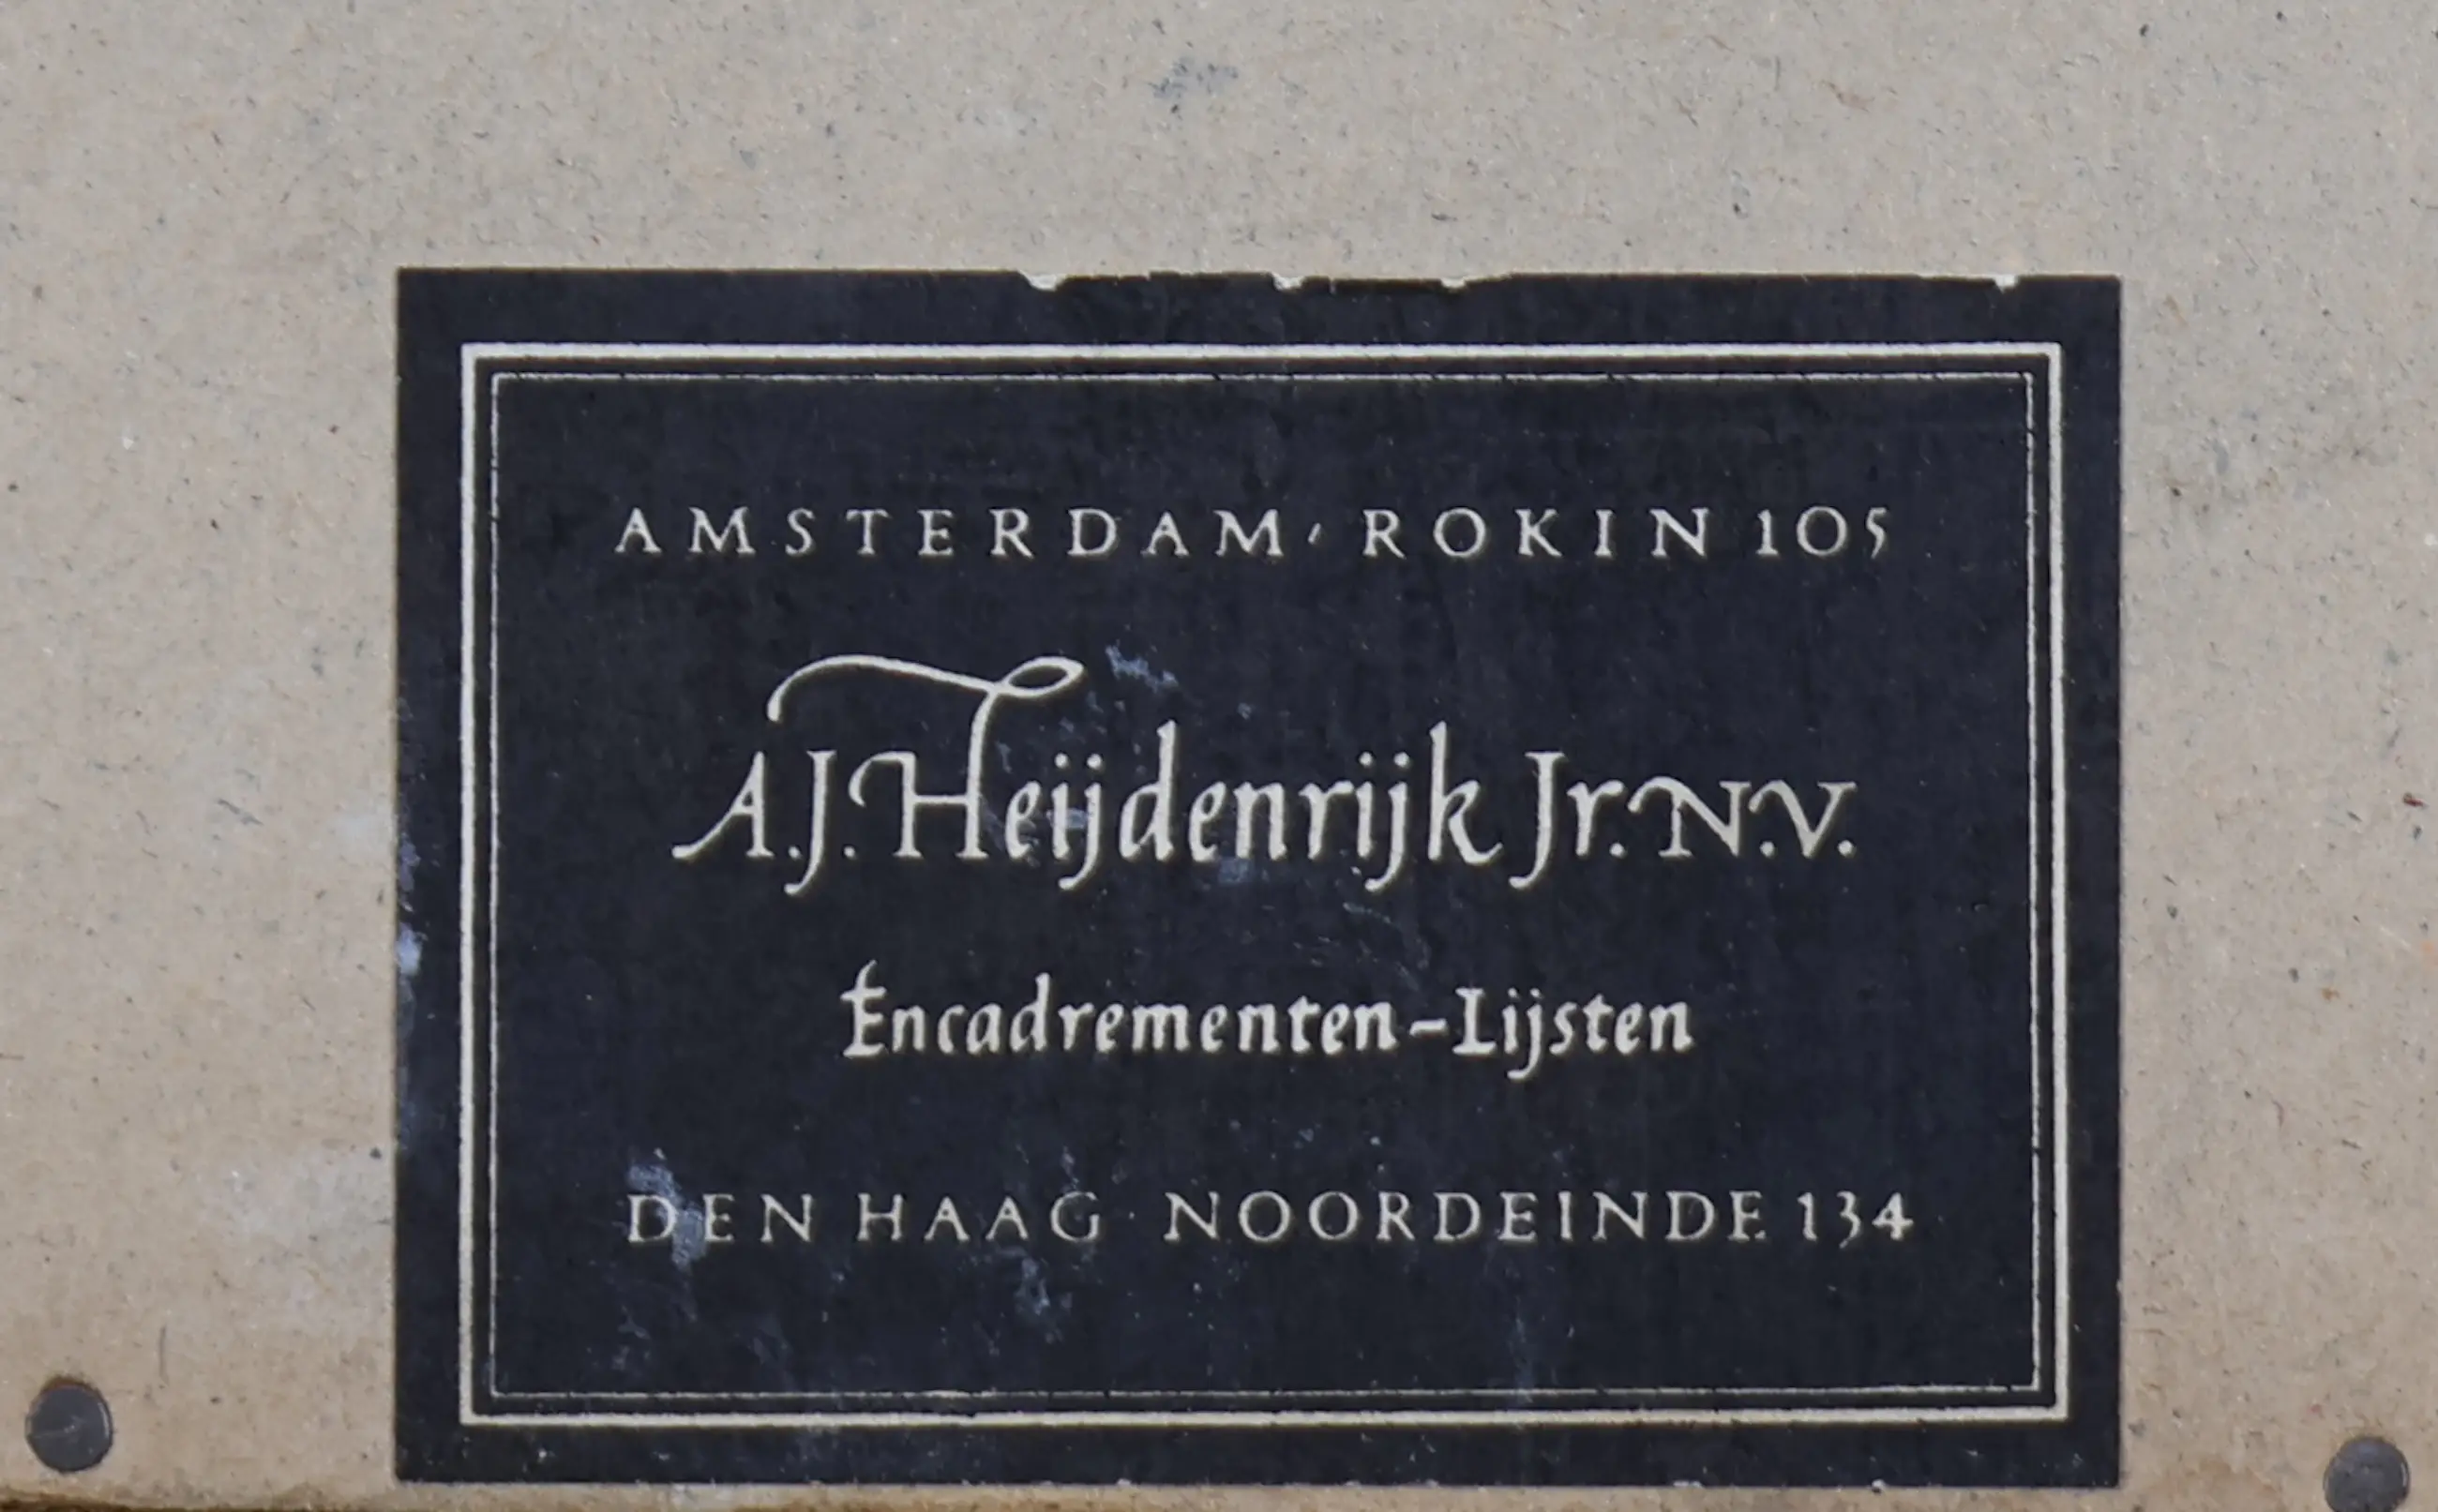 AMSTERDAM, ROKIN 105
A.J. Heijdenrijk Jr. N.V.
Encadrementen-Lijsten
DEN HAAG · NOORDEINDE 134